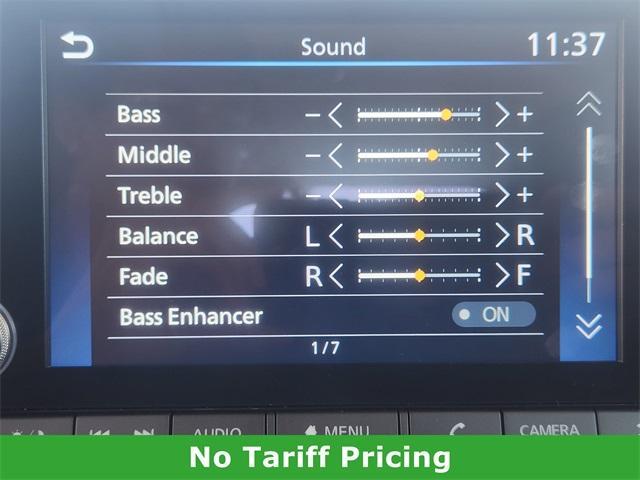 Sound 11:37
Bass − +
Middle − +
Treble − +
Balance L R
Fade R F
Bass Enhancer ON
1/7
AUDIO MENU CAMERA
No Tariff Pricing